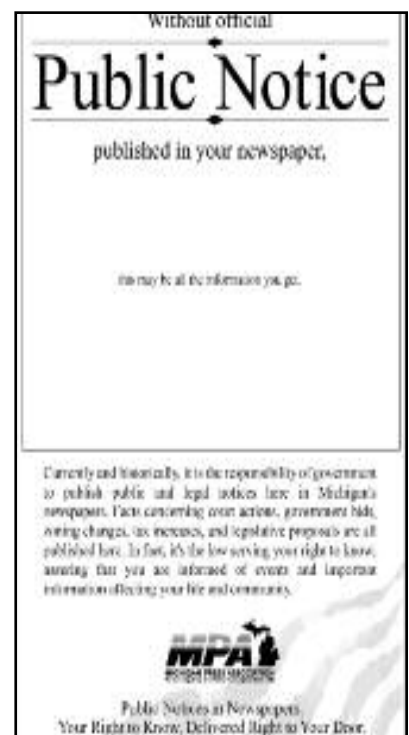 Without official
Public Notice
published in your newspaper,
this may be all the information you get.
Currently and historically, it is the responsibility of government
to publish public and legal notices here in Michigan's
newspapers. Facts concerning court actions, government bids,
zoning changes, tax increases, and legislative proposals are all
published here. In fact, it's the law serving your right to know,
assuring that you are informed of events and important
information affecting your life and community.
MPA
MICHIGAN PRESS ASSOCIATION
Public Notices in Newspapers.
Your Right to Know, Delivered Right to Your Door.